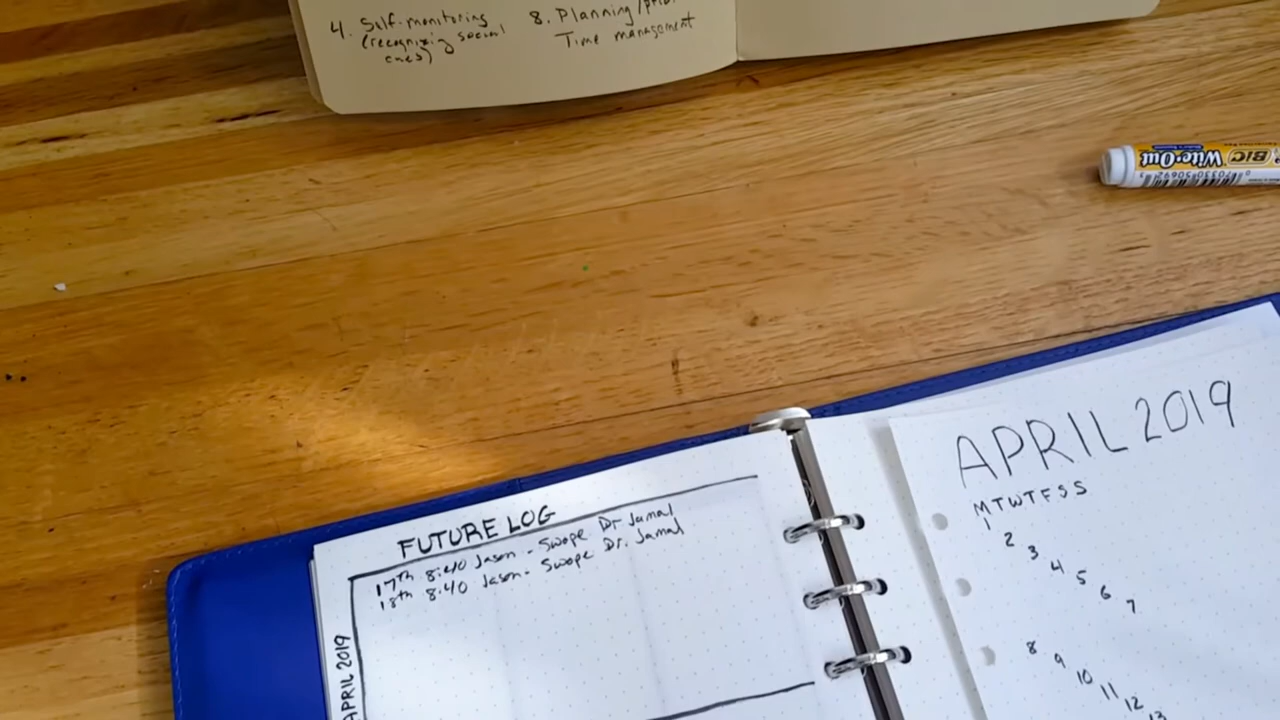 4. Self-monitoring
(recognizing social
cues)
8. Planning/prior
Time management
BIC Wite-Out
FUTURE LOG
17th 8:40 Jason - Swope Dr Jamal
18th 8:40 Jason - Swope Dr. Jamal
APRIL 2019
APRIL 2019
M T W T F S S
1
2
3
4
5
6
7
8
9
10
11
12
13